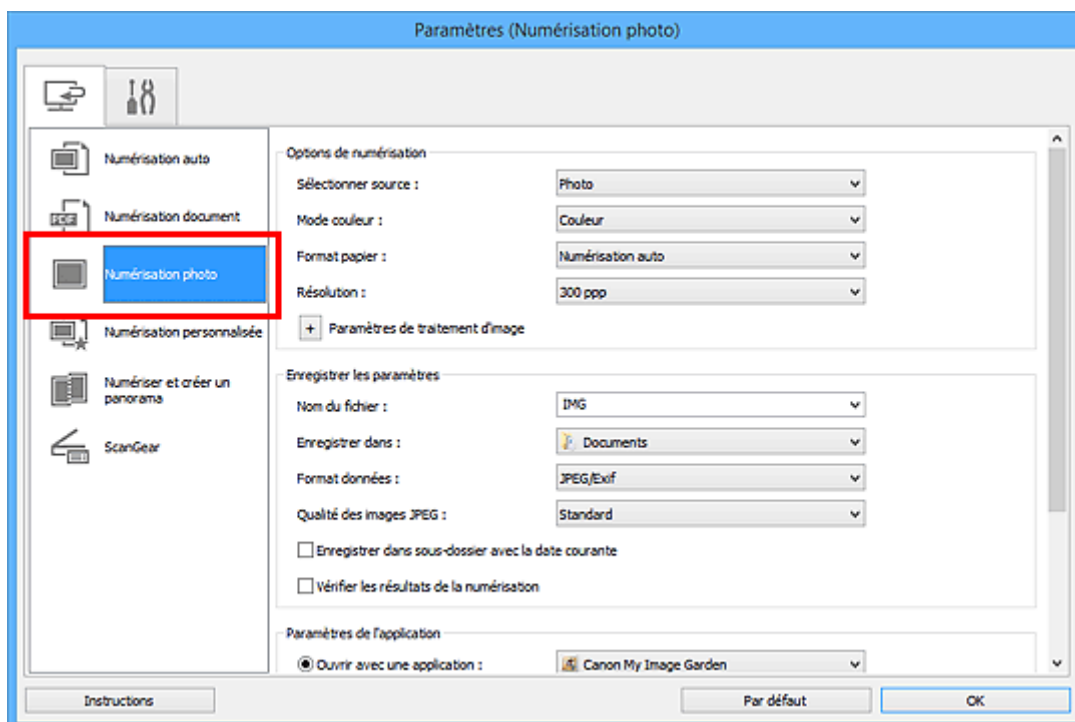 Paramètres (Numérisation photo)
Numérisation auto
Numérisation document
Numérisation photo
Numérisation personnalisée
Numériser et créer un
panorama
ScanGear
Options de numérisation
Sélectionner source : Photo
Mode couleur : Couleur
Format papier : Numérisation auto
Résolution : 300 ppp
+ Paramètres de traitement d'image
Enregistrer les paramètres
Nom du fichier : IMG
Enregistrer dans : Documents
Format données : JPEG/Exif
Qualité des images JPEG : Standard
Enregistrer dans sous-dossier avec la date courante
Vérifier les résultats de la numérisation
Paramètres de l'application
Ouvrir avec une application : Canon My Image Garden
Instructions Par défaut OK